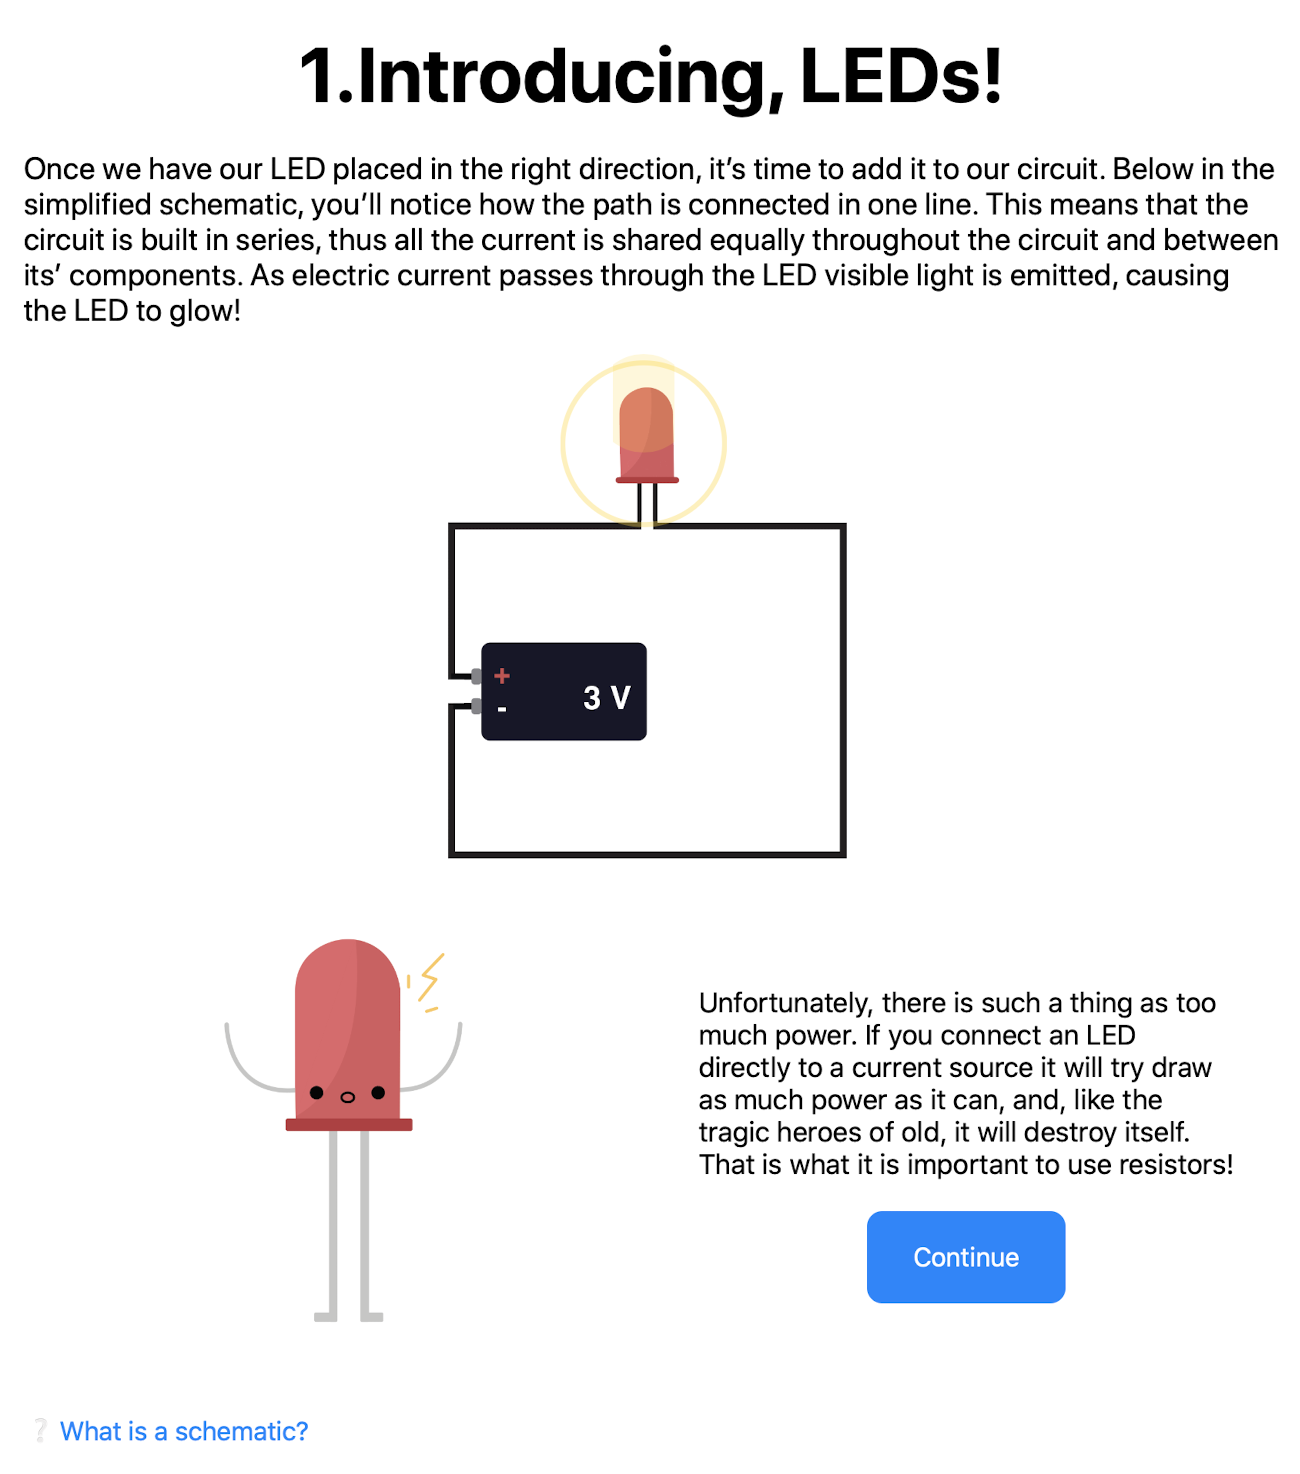 1.Introducing, LEDs!
Once we have our LED placed in the right direction, it’s time to add it to our circuit. Below in the
simplified schematic, you’ll notice how the path is connected in one line. This means that the
circuit is built in series, thus all the current is shared equally throughout the circuit and between
its’ components. As electric current passes through the LED visible light is emitted, causing
the LED to glow!
+
-
3 V
Unfortunately, there is such a thing as too
much power. If you connect an LED
directly to a current source it will try draw
as much power as it can, and, like the
tragic heroes of old, it will destroy itself.
That is what it is important to use resistors!
Continue
❔ What is a schematic?